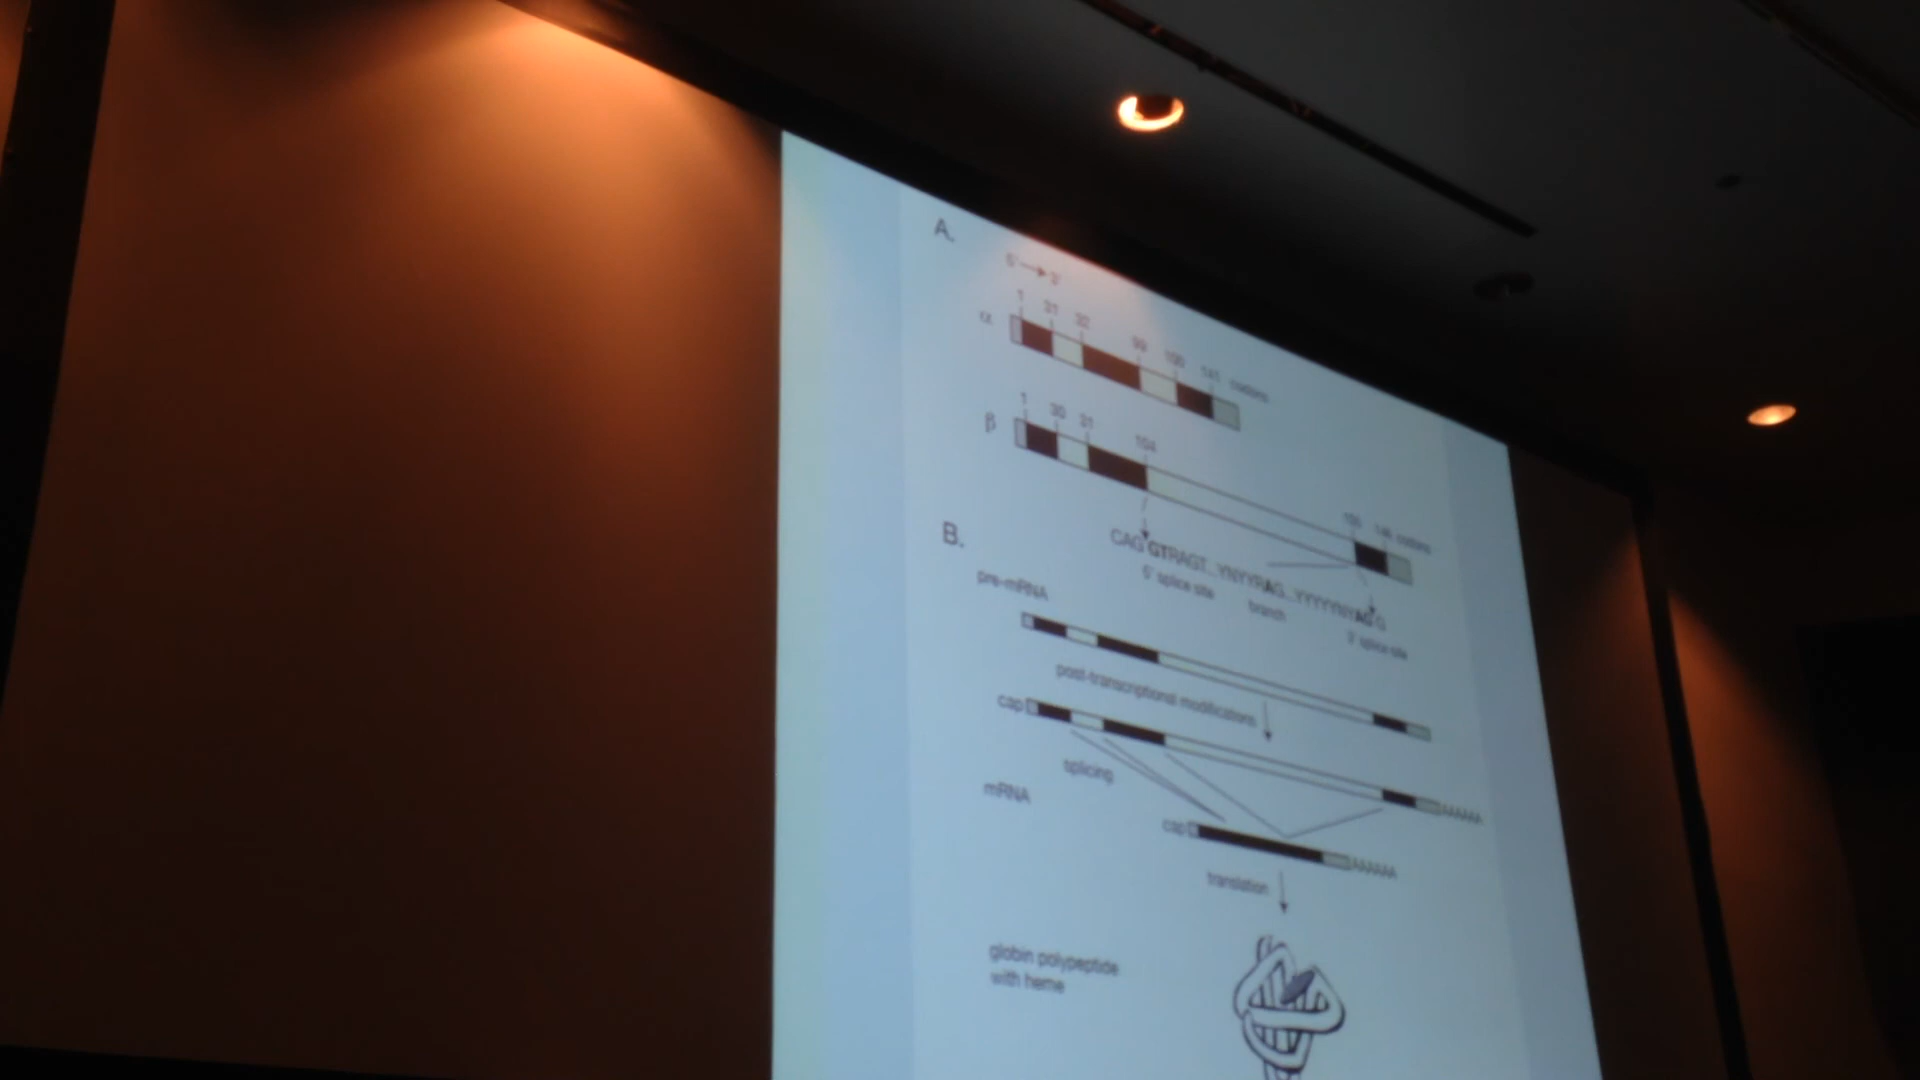 A.
5' → 3'
1 31 32 99 100 141 codons
α
1 30 31 104
β
105 146 codons
CAG GTRAGT...YNYYRAG...YYYYYNYAG G
5' splice site
branch
3' splice site
B.
pre-mRNA
post-transcriptional modifications
cap
AAAAAA
splicing
mRNA
cap
AAAAAA
translation
globin polypeptide
with heme